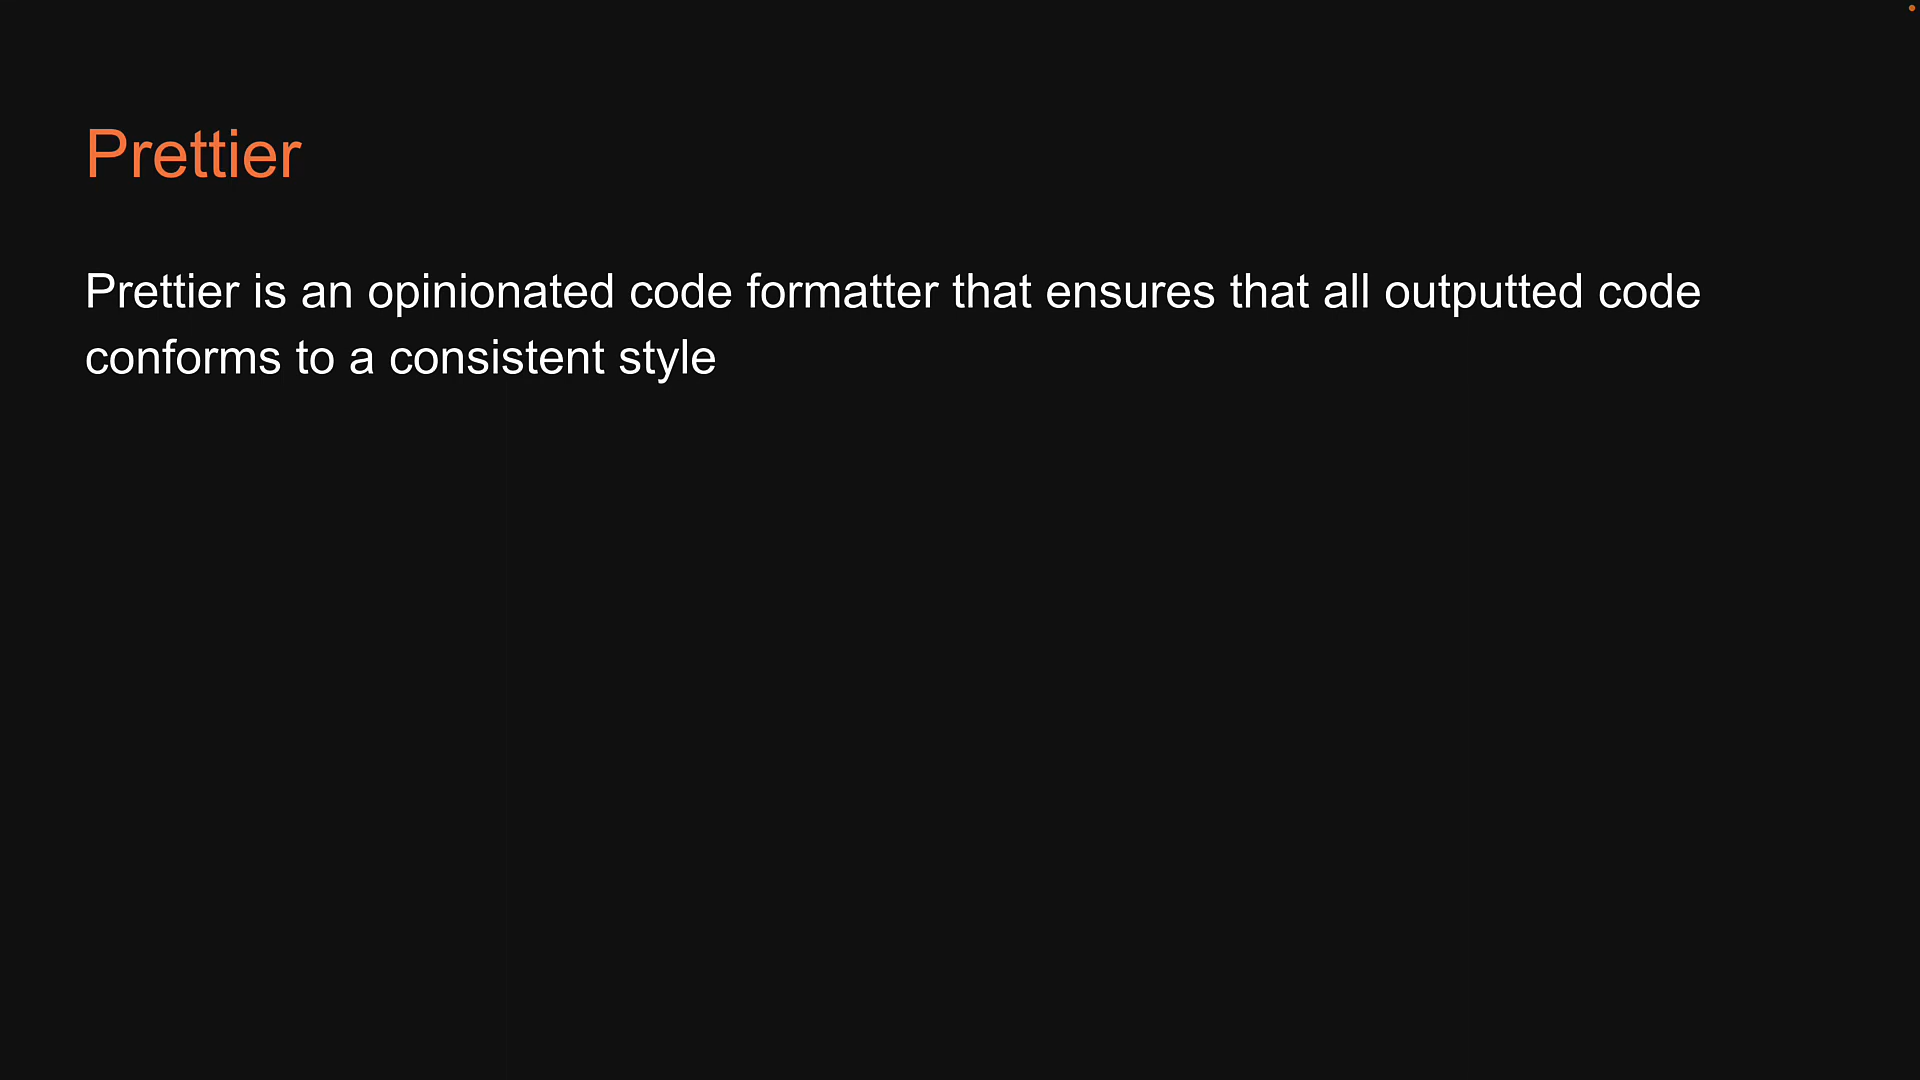 Prettier
Prettier is an opinionated code formatter that ensures that all outputted code
conforms to a consistent style